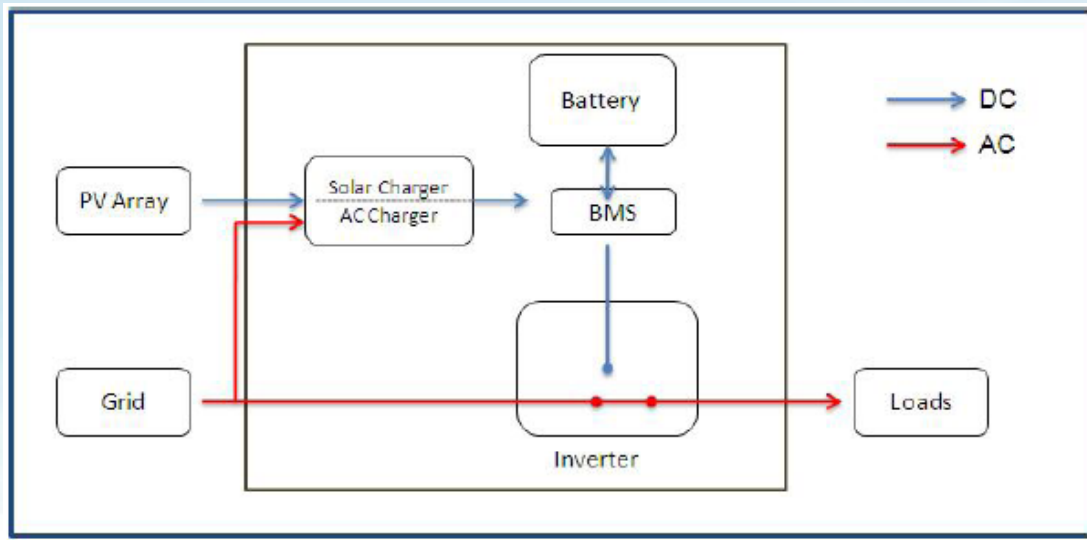 Battery
DC
AC
PV Array
Solar Charger
AC Charger
BMS
Grid
Loads
Inverter